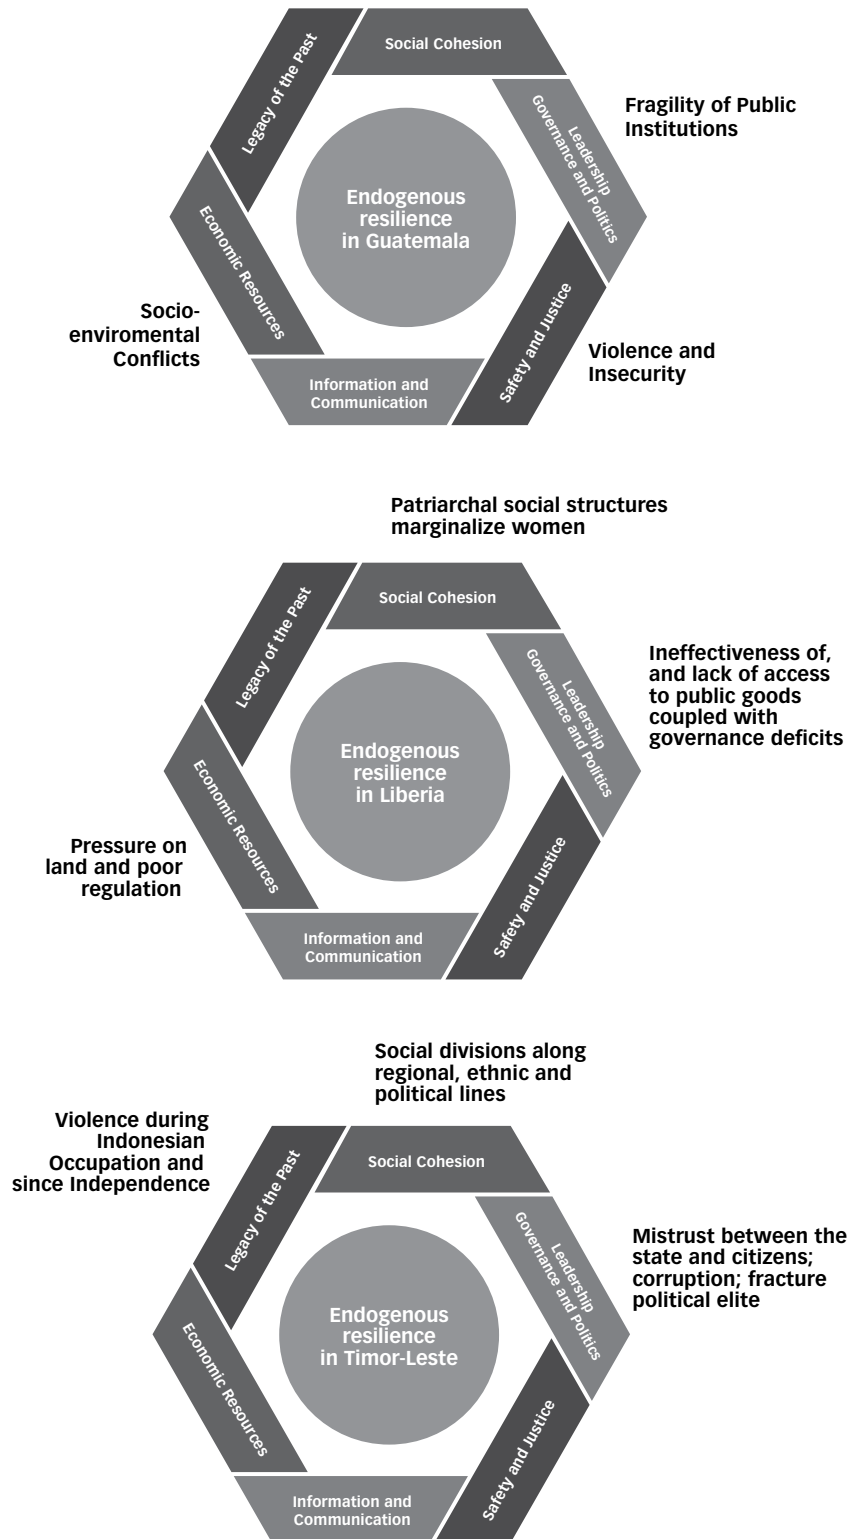 Social Cohesion
Legacy of the Past
Leadership
Governance and Politics
Fragility of Public
Institutions
Endogenous
resilience
in Guatemala
Economic Resources
Socio-
enviromental
Conflicts
Safety and Justice
Violence and
Insecurity
Information and
Communication
Patriarchal social structures
marginalize women
Social Cohesion
Legacy of the Past
Leadership
Governance and Politics
Ineffectiveness of,
and lack of access
to public goods
coupled with
governance deficits
Endogenous
resilience
in Liberia
Economic Resources
Pressure on
land and poor
regulation
Safety and Justice
Information and
Communication
Social divisions along
regional, ethnic and
political lines
Violence during
Indonesian
Occupation and
since Independence
Social Cohesion
Legacy of the Past
Leadership
Governance and Politics
Mistrust between the
state and citizens;
corruption; fracture
political elite
Endogenous
resilience
in Timor-Leste
Economic Resources
Safety and Justice
Information and
Communication